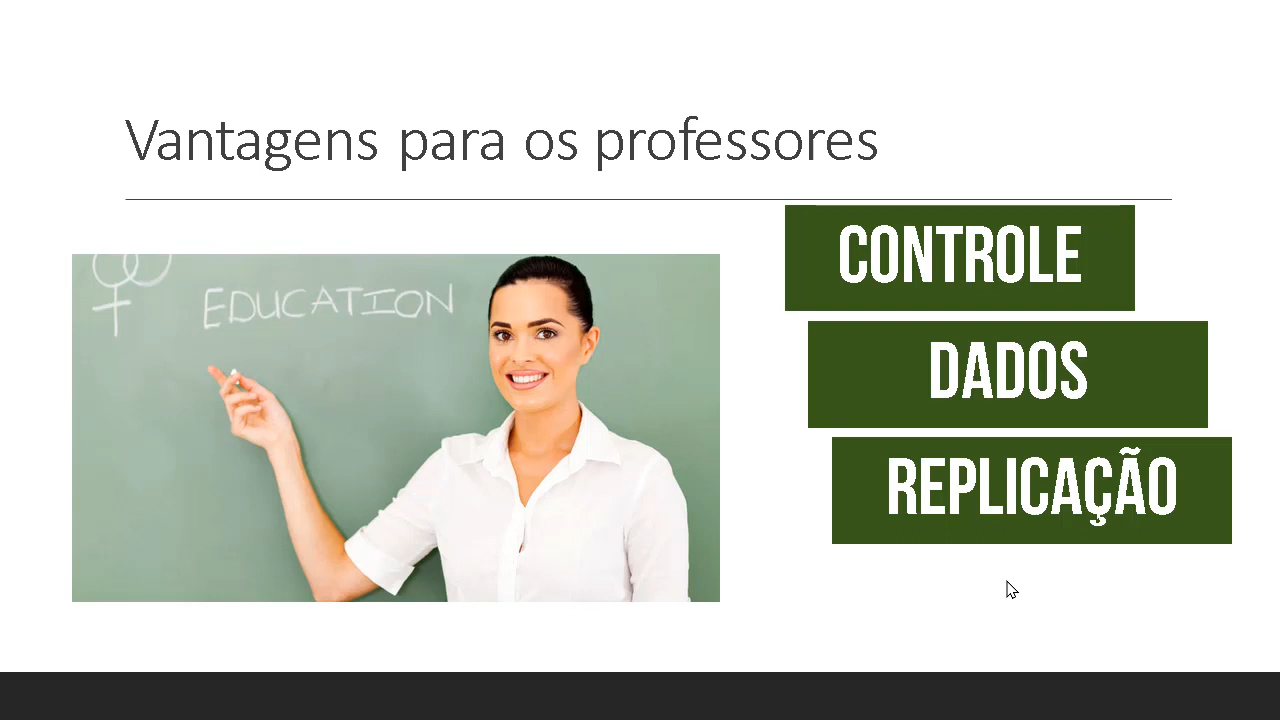 Vantagens para os professores
EDUCATION
CONTROLE
DADOS
REPLICAÇÃO